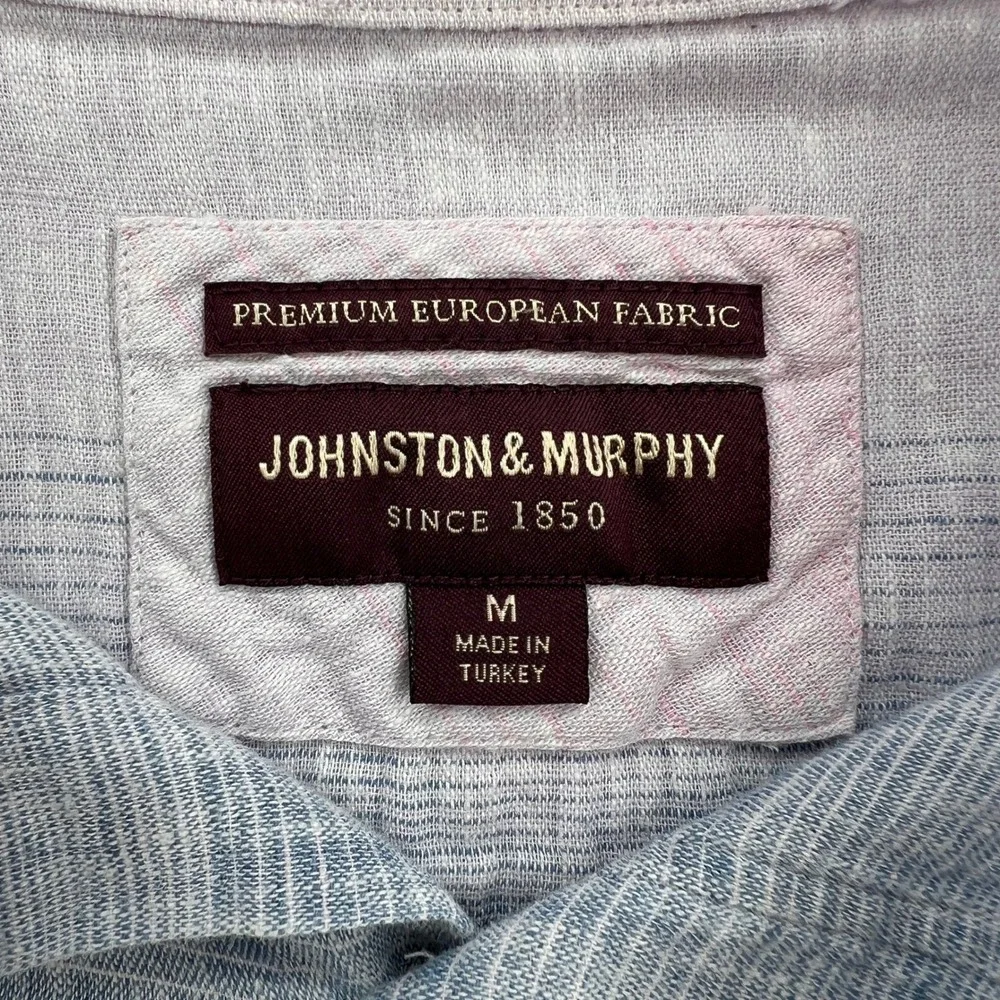 PREMIUM EUROPEAN FABRIC
JOHNSTON & MURPHY
SINCE 1850
M
MADE IN
TURKEY